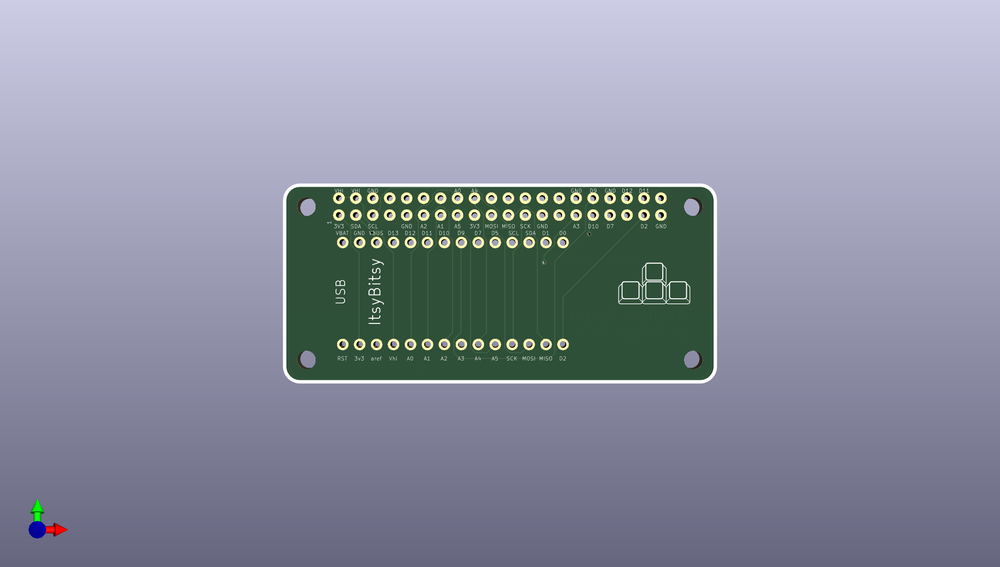 VHI VHI GND A0 A4 GND D9 GND D12 D11
3V3 SDA SCL GND A2 A1 A5 3V3 MOSI MISO SCK GND A3 D10 D7 D2 GND
1
VBAT GND D13 D12 D11 D10 D9 D7 D5 SCL SDA D1 D0
USB
ItsyBitsy
RST 3v3 aref VhI A0 A1 A2 A3 A4 A5 SCK MOSI MISO D2